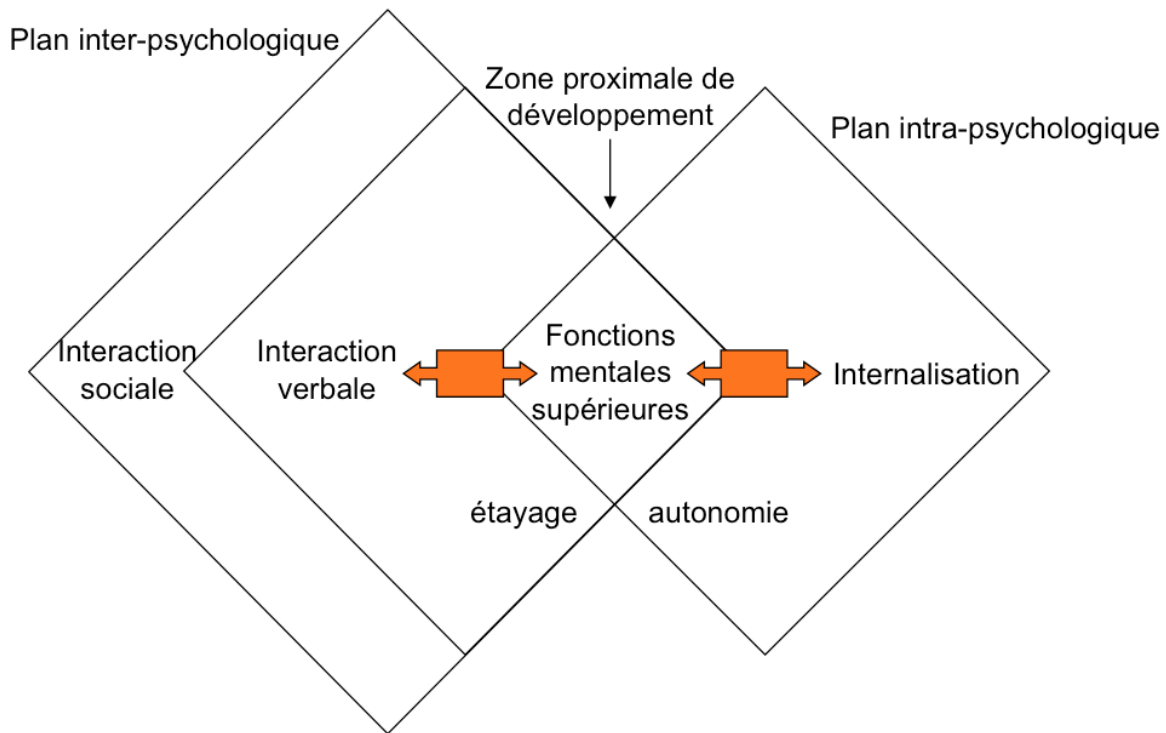 Plan inter-psychologique
Zone proximale de
développement
Plan intra-psychologique
Interaction
sociale
Interaction
verbale
Fonctions
mentales
supérieures
Internalisation
étayage
autonomie